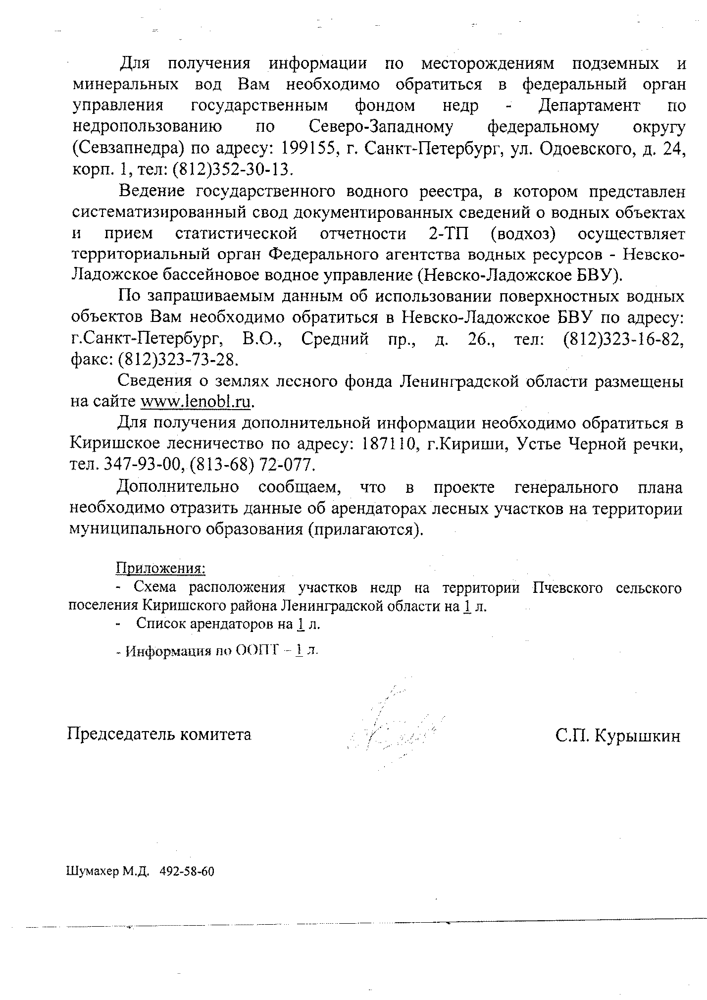 Для получения информации по месторождениям подземных и
минеральных вод Вам необходимо обратиться в федеральный орган
управления государственным фондом недр - Департамент по
недропользованию по Северо-Западному федеральному округу
(Севзапнедра) по адресу: 199155, г. Санкт-Петербург, ул. Одоевского, д. 24,
корп. 1, тел: (812)352-30-13.
Ведение государственного водного реестра, в котором представлен
систематизированный свод документированных сведений о водных объектах
и прием статистической отчетности 2-ТП (водхоз) осуществляет
территориальный орган Федерального агентства водных ресурсов - Невско-
Ладожское бассейновое водное управление (Невско-Ладожское БВУ).
По запрашиваемым данным об использовании поверхностных водных
объектов Вам необходимо обратиться в Невско-Ладожское БВУ по адресу:
г.Санкт-Петербург, В.О., Средний пр., д. 26., тел: (812)323-16-82,
факс: (812)323-73-28.
Сведения о землях лесного фонда Ленинградской области размещены
на сайте www.lenobl.ru.
Для получения дополнительной информации необходимо обратиться в
Киришское лесничество по адресу: 187110, г.Кириши, Устье Черной речки,
тел. 347-93-00, (813-68) 72-077.
Дополнительно сообщаем, что в проекте генерального плана
необходимо отразить данные об арендаторах лесных участков на территории
муниципального образования (прилагаются).
Приложения:
- Схема расположения участков недр на территории Пчевского сельского
поселения Киришского района Ленинградской области на 1 л.
- Список арендаторов на 1 л.
- Информация по ООПТ – 1 л.
Председатель комитета С.П. Курышкин
Шумахер М.Д. 492-58-60